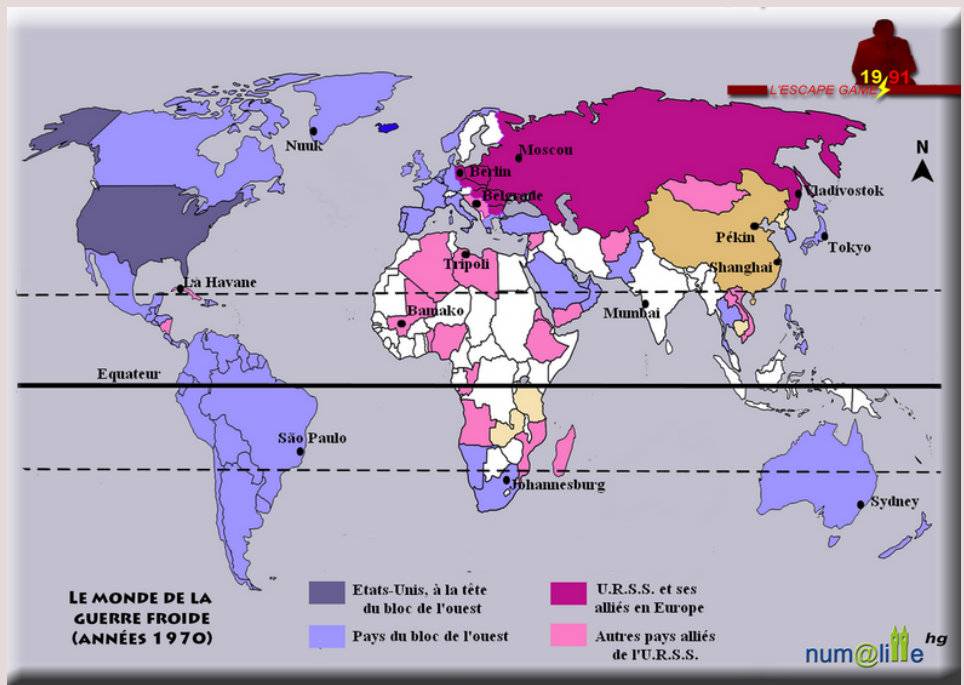 19 91
L'ESCAPE GAME
N
Nuuk
Moscou
Berlin
Belgrade
Vladivostok
Pékin
Tokyo
Shanghai
Tripoli
La Havane
Bamako
Mumbai
Equateur
São Paulo
Johannesburg
Sydney
LE MONDE DE LA
GUERRE FROIDE
(ANNÉES 1970)
Etats-Unis, à la tête
du bloc de l'ouest
Pays du bloc de l'ouest
U.R.S.S. et ses
alliés en Europe
Autres pays alliés
de l'U.R.S.S.
num@lille hg